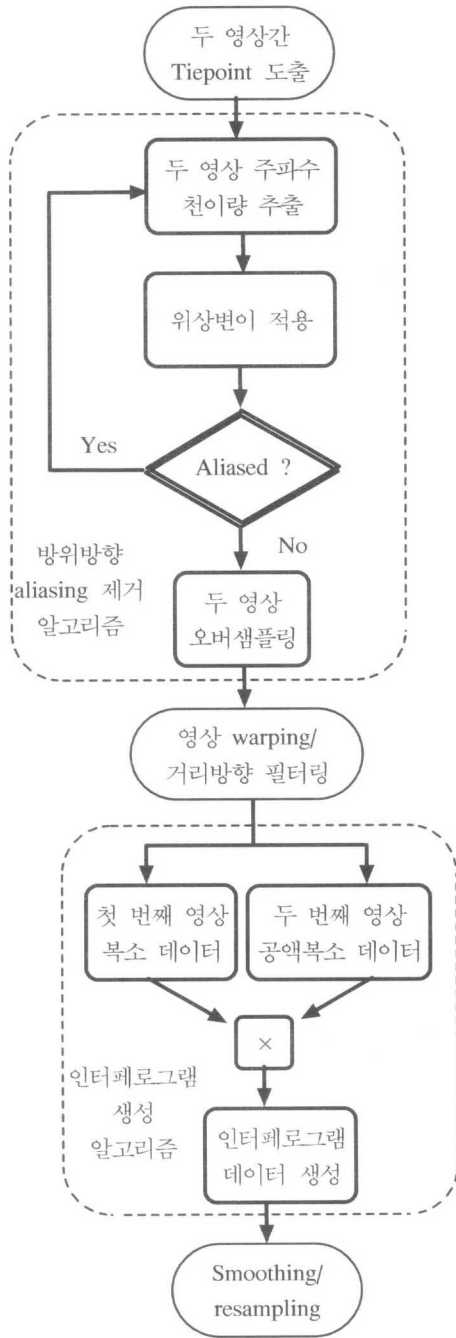 두 영상간
Tiepoint 도출
두 영상 주파수
천이량 추출
위상변이 적용
Yes
Aliased ?
No
방위방향
aliasing 제거
알고리즘
두 영상
오버샘플링
영상 warping/
거리방향 필터링
첫 번째 영상
복소 데이터
두 번째 영상
공액복소 데이터
×
인터페로그램
생성
알고리즘
인터페로그램
데이터 생성
Smoothing/
resampling